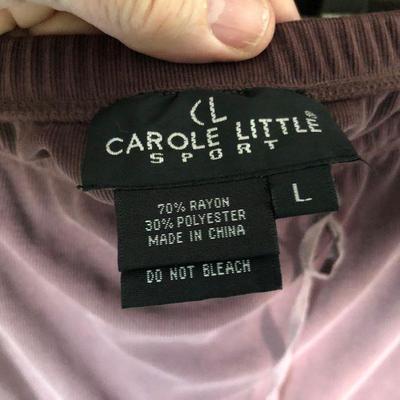 CL
CAROLE LITTLE
SPORT
L
70% RAYON
30% POLYESTER
MADE IN CHINA
DO NOT BLEACH